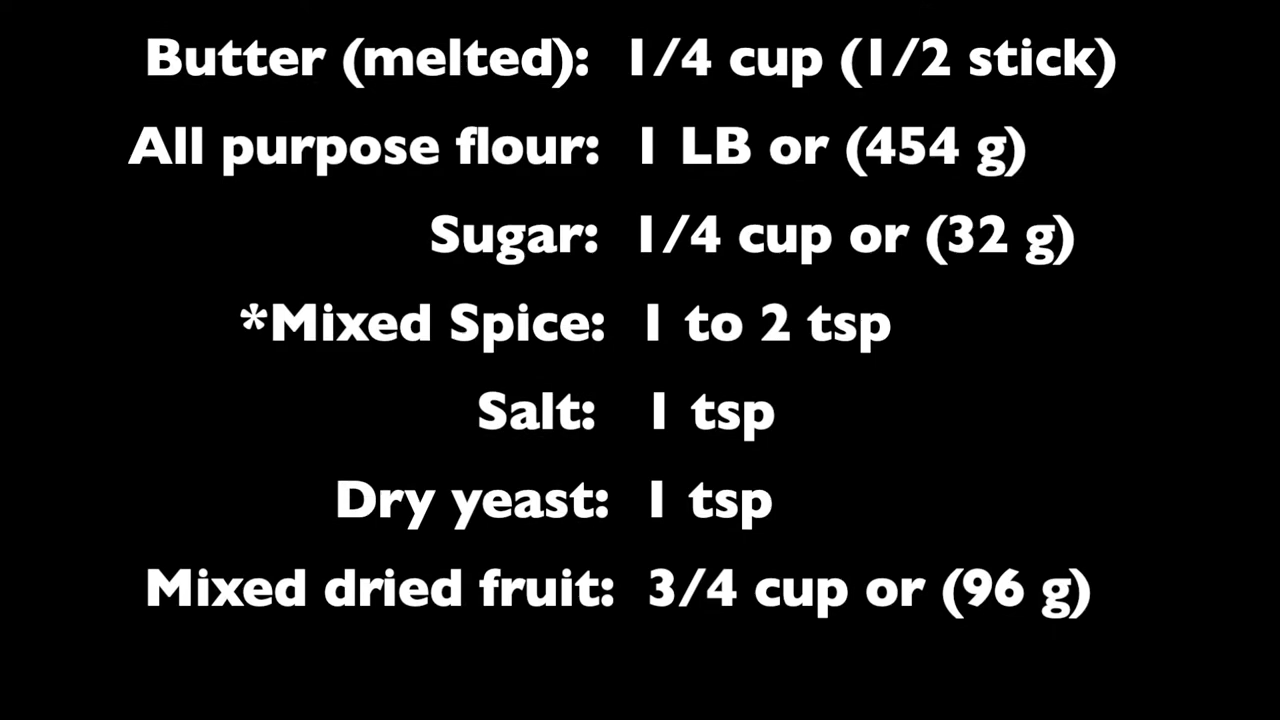 Butter (melted): 1/4 cup (1/2 stick)
All purpose flour: 1 LB or (454 g)
Sugar: 1/4 cup or (32 g)
*Mixed Spice: 1 to 2 tsp
Salt: 1 tsp
Dry yeast: 1 tsp
Mixed dried fruit: 3/4 cup or (96 g)